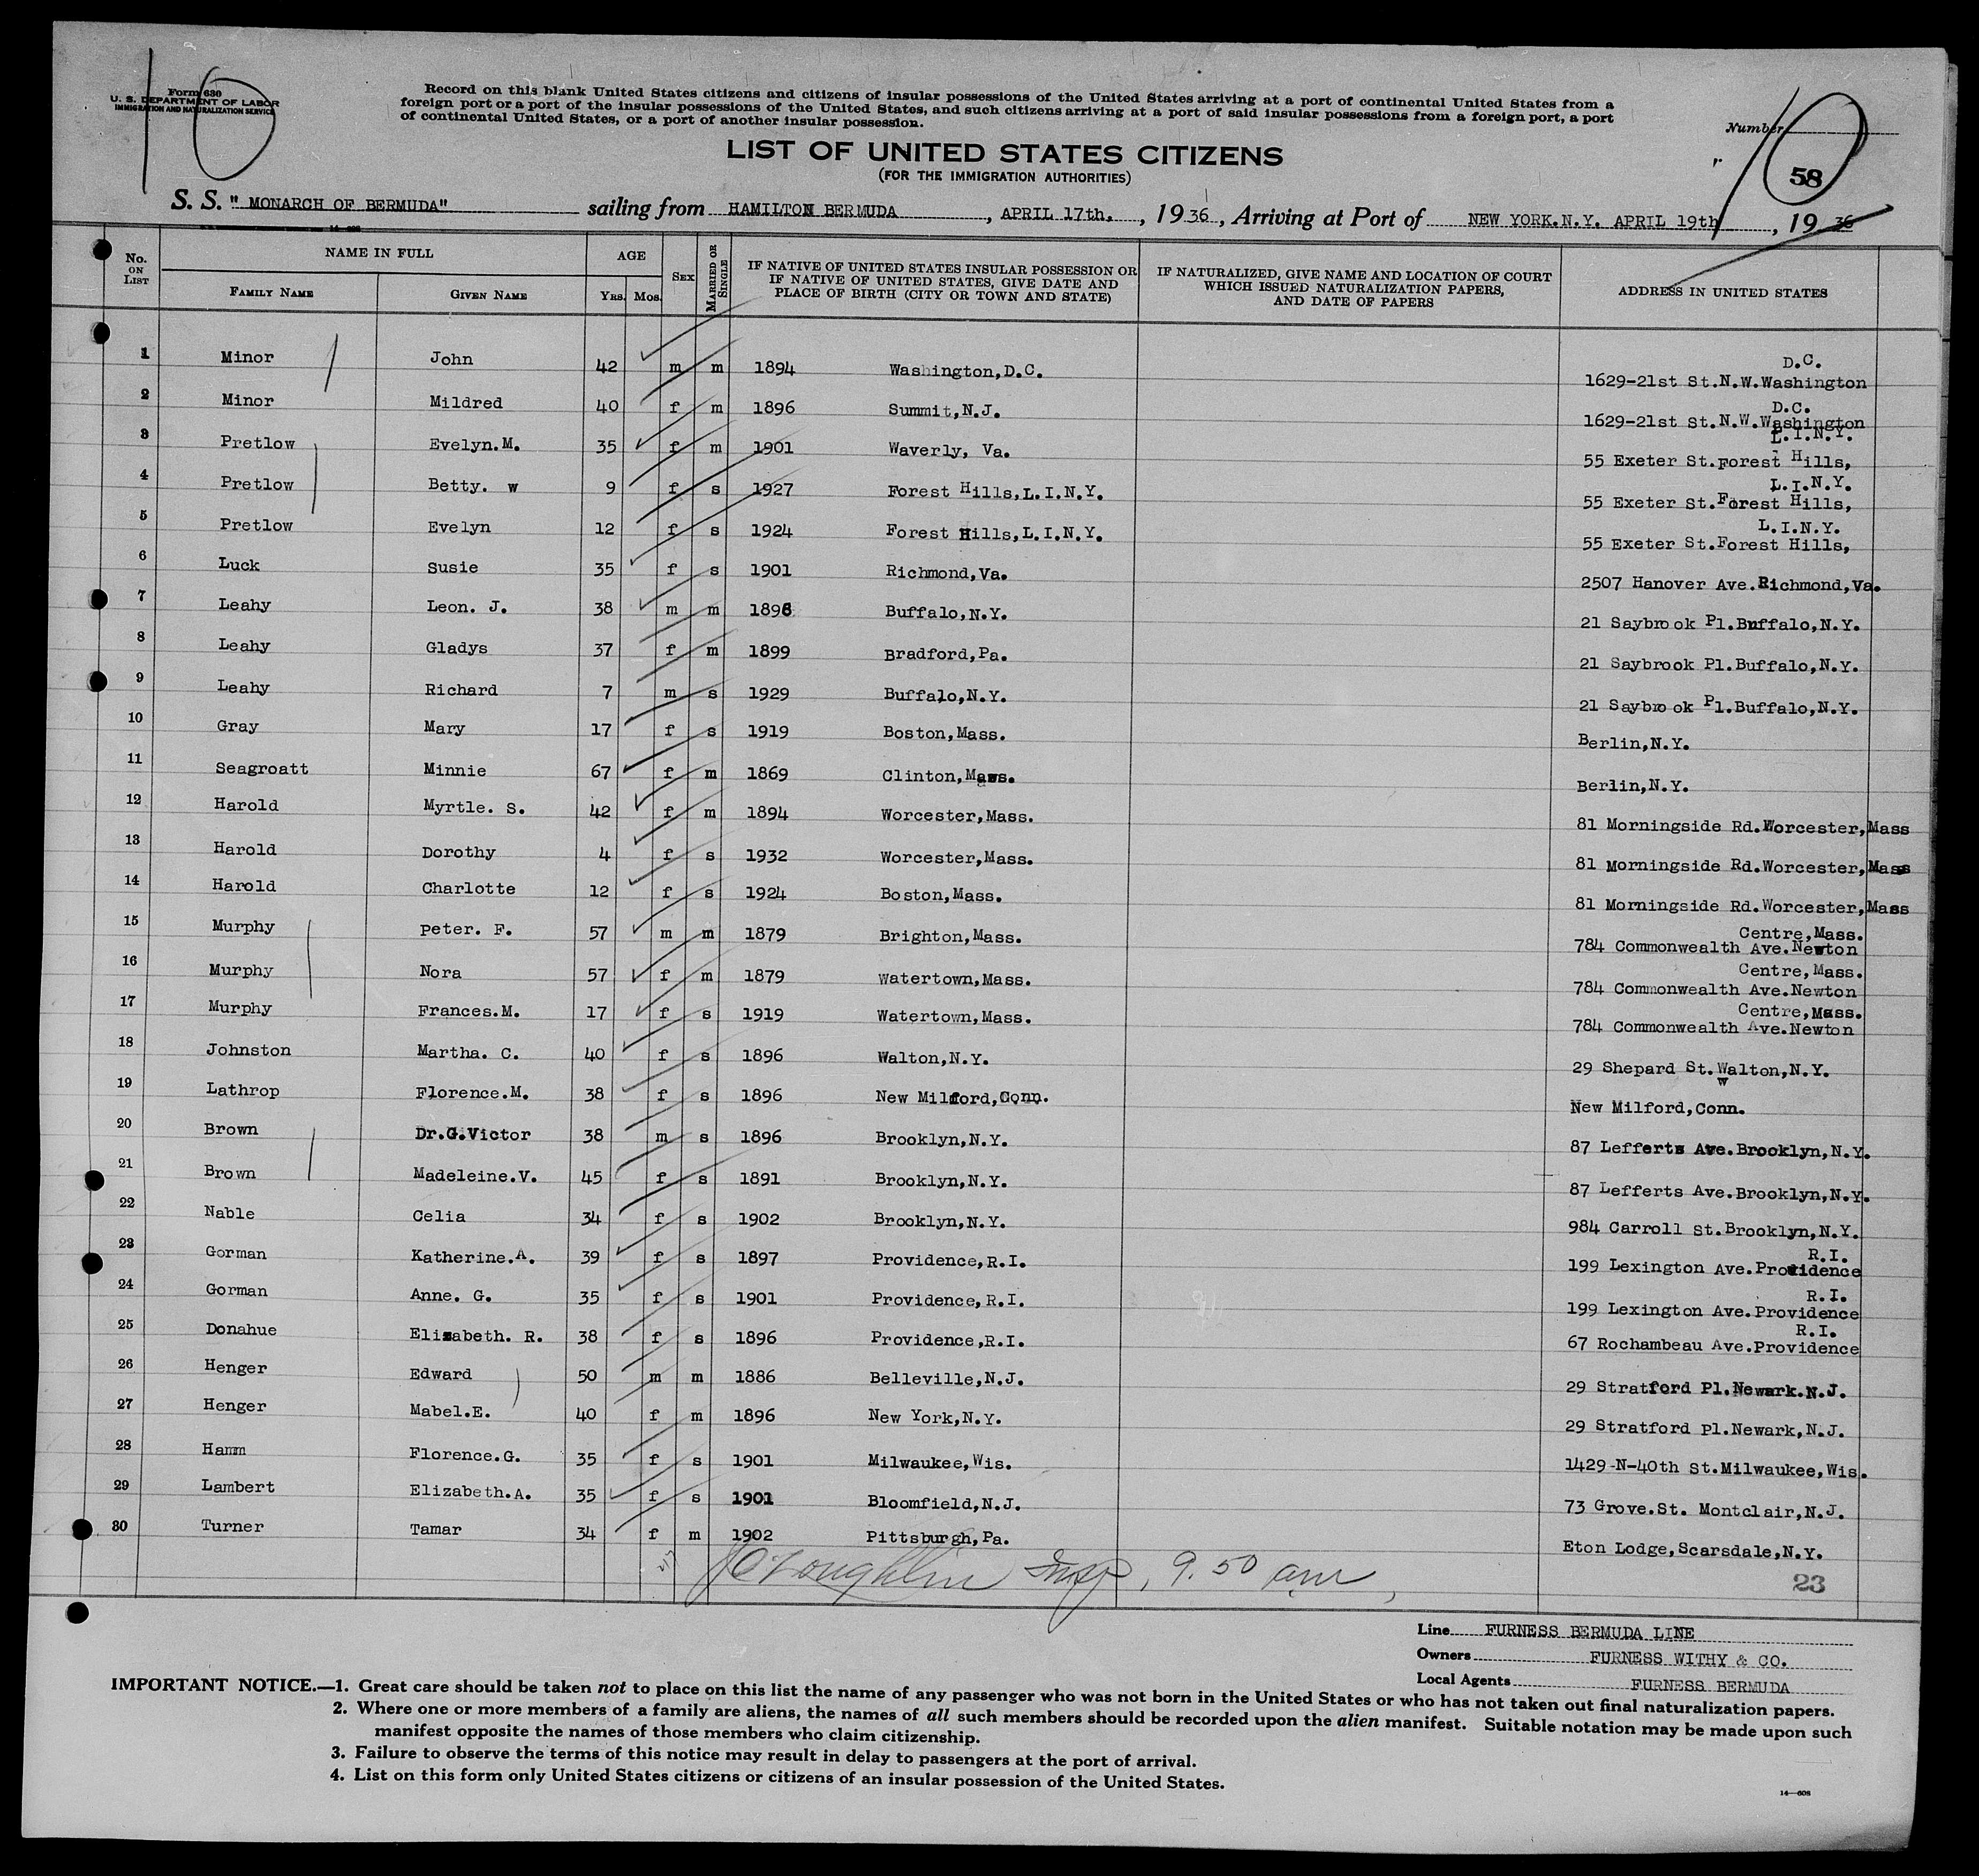 Form 630
U. S. DEPARTMENT OF LABOR
IMMIGRATION AND NATURALIZATION SERVICE
Record on this blank United States citizens and citizens of insular possessions of the United States arriving at a port of continental United States from a
foreign port or a port of the insular possessions of the United States, and such citizens arriving at a port of said insular possessions from a foreign port, a port
of continental United States, or a port of another insular possession.
Number
10
10
58
LIST OF UNITED STATES CITIZENS
(FOR THE IMMIGRATION AUTHORITIES)
S. S. " MONARCH OF BERMUDA" sailing from HAMILTON BERMUDA, APRIL 17th, 1936, Arriving at Port of NEW YORK.N.Y. APRIL 19th, 1936
No. ON LIST NAME IN FULL FAMILY NAME GIVEN NAME AGE YRS. MOS. SEX MARRIED OR SINGLE IF NATIVE OF UNITED STATES INSULAR POSSESSION OR IF NATIVE OF UNITED STATES, GIVE DATE AND PLACE OF BIRTH (CITY OR TOWN AND STATE) IF NATURALIZED, GIVE NAME AND LOCATION OF COURT WHICH ISSUED NATURALIZATION PAPERS, AND DATE OF PAPERS ADDRESS IN UNITED STATES
1 Minor John 42 m m 1894 Washington,D.C. 1629-21st St.N.W.Washington D.C.
2 Minor Mildred 40 f m 1896 Summit,N.J. 1629-21st St.N.W.Washington D.C.
3 Pretlow Evelyn.M. 35 f m 1901 Waverly, Va. 55 Exeter St.Forest Hills, L.I.N.Y.
4 Pretlow Betty. w 9 f s 1927 Forest Hills,L.I.N.Y. 55 Exeter St.Forest Hills, L.I.N.Y.
5 Pretlow Evelyn 12 f s 1924 Forest Hills,L.I.N.Y. 55 Exeter St.Forest Hills, L.I.N.Y.
6 Luck Susie 35 f s 1901 Richmond,Va. 2507 Hanover Ave.Richmond,Va.
7 Leahy Leon. J. 38 m m 1898 Buffalo,N.Y. 21 Saybrook Pl.Buffalo,N.Y.
8 Leahy Gladys 37 f m 1899 Bradford,Pa. 21 Saybrook Pl.Buffalo,N.Y.
9 Leahy Richard 7 m s 1929 Buffalo,N.Y. 21 Saybrook Pl.Buffalo,N.Y.
10 Gray Mary 17 f s 1919 Boston,Mass. Berlin,N.Y.
11 Seagroatt Minnie 67 f m 1869 Clinton,Mass. Berlin,N.Y.
12 Harold Myrtle. S. 42 f m 1894 Worcester,Mass. 81 Morningside Rd.Worcester,Mass
13 Harold Dorothy 4 f s 1932 Worcester,Mass. 81 Morningside Rd.Worcester,Mass
14 Harold Charlotte 12 f s 1924 Boston,Mass. 81 Morningside Rd.Worcester,Mass
15 Murphy Peter. F. 57 m m 1879 Brighton,Mass. 784 Commonwealth Ave.Newton Centre,Mass.
16 Murphy Nora 57 f m 1879 Watertown,Mass. 784 Commonwealth Ave.Newton Centre,Mass.
17 Murphy Frances.M. 17 f s 1919 Watertown,Mass. 784 Commonwealth Ave.Newton Centre,Mass.
18 Johnston Martha. C. 40 f s 1896 Walton,N.Y. 29 Shepard St.Walton,N.Y.
19 Lathrop Florence.M. 38 f s 1896 New Milford,Conn. New Milford,Conn.
20 Brown Dr.G.Victor 38 m s 1896 Brooklyn,N.Y. 87 Lefferts Ave.Brooklyn,N.Y.
21 Brown Madeleine.V. 45 f s 1891 Brooklyn,N.Y. 87 Lefferts Ave.Brooklyn,N.Y.
22 Nable Celia 34 f s 1902 Brooklyn,N.Y. 984 Carroll St.Brooklyn,N.Y.
23 Gorman Katherine.A. 39 f s 1897 Providence,R.I. 199 Lexington Ave.Providence R.I.
24 Gorman Anne. G. 35 f s 1901 Providence,R.I. 199 Lexington Ave.Providence R.I.
25 Donahue Elisabeth. R. 38 f s 1896 Providence,R.I. 67 Rochambeau Ave.Providence R.I.
26 Henger Edward 50 m m 1886 Belleville,N.J. 29 Stratford Pl.Newark.N.J.
27 Henger Mabel.E. 40 f m 1896 New York,N.Y. 29 Stratford Pl.Newark,N.J.
28 Hamm Florence.G. 35 f s 1901 Milwaukee,Wis. 1429-N-40th St.Milwaukee,Wis.
29 Lambert Elizabeth.A. 35 f s 1901 Bloomfield,N.J. 73 Grove.St. Montclair,N.J.
30 Turner Tamar 34 f m 1902 Pittsburgh,Pa. Eton Lodge,Scarsdale,N.Y.
Insp, 9.50 am,
23
Line FURNESS BERMUDA LINE
Owners FURNESS WITHY & CO.
Local Agents FURNESS BERMUDA
IMPORTANT NOTICE.—1. Great care should be taken not to place on this list the name of any passenger who was not born in the United States or who has not taken out final naturalization papers.
2. Where one or more members of a family are aliens, the names of all such members should be recorded upon the alien manifest. Suitable notation may be made upon such
manifest opposite the names of those members who claim citizenship.
3. Failure to observe the terms of this notice may result in delay to passengers at the port of arrival.
4. List on this form only United States citizens or citizens of an insular possession of the United States.
14—608